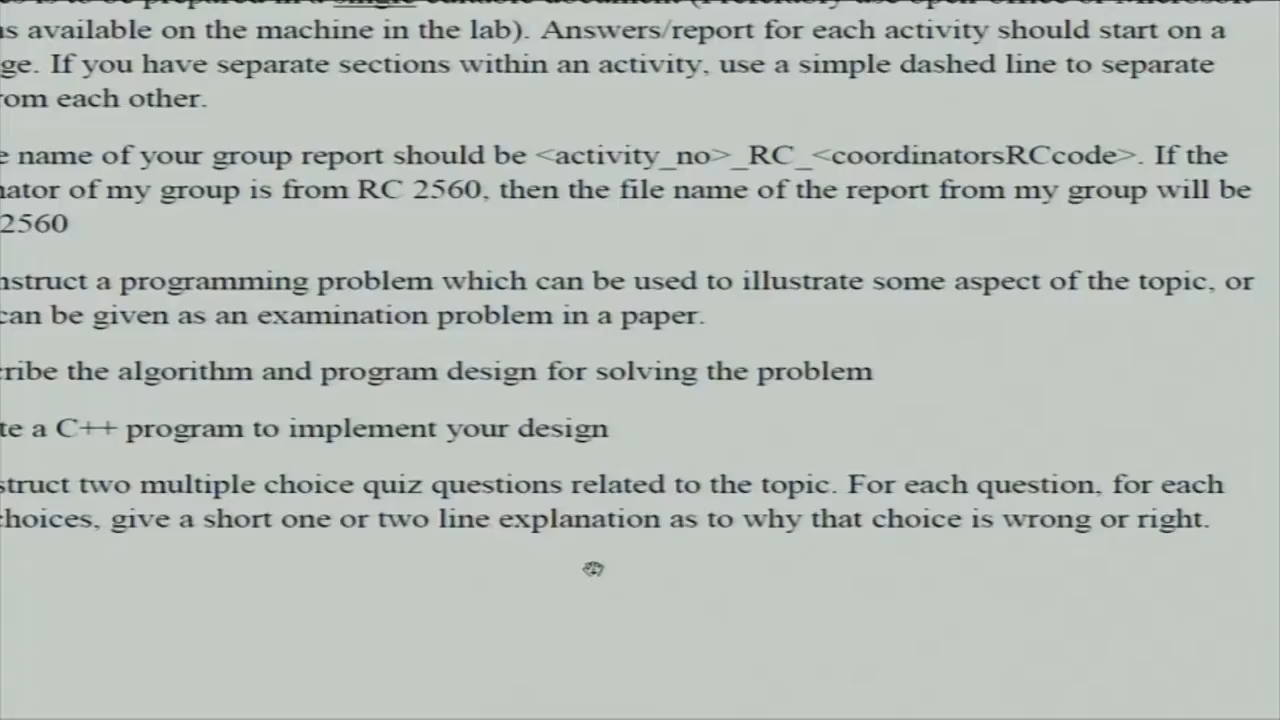 single
s available on the machine in the lab). Answers/report for each activity should start on a
ge. If you have separate sections within an activity, use a simple dashed line to separate
om each other.
e name of your group report should be <activity_no>_RC_<coordinatorsRCcode>. If the
ator of my group is from RC 2560, then the file name of the report from my group will be
2560
nstruct a programming problem which can be used to illustrate some aspect of the topic, or
can be given as an examination problem in a paper.
ribe the algorithm and program design for solving the problem
te a C++ program to implement your design
struct two multiple choice quiz questions related to the topic. For each question, for each
choices, give a short one or two line explanation as to why that choice is wrong or right.